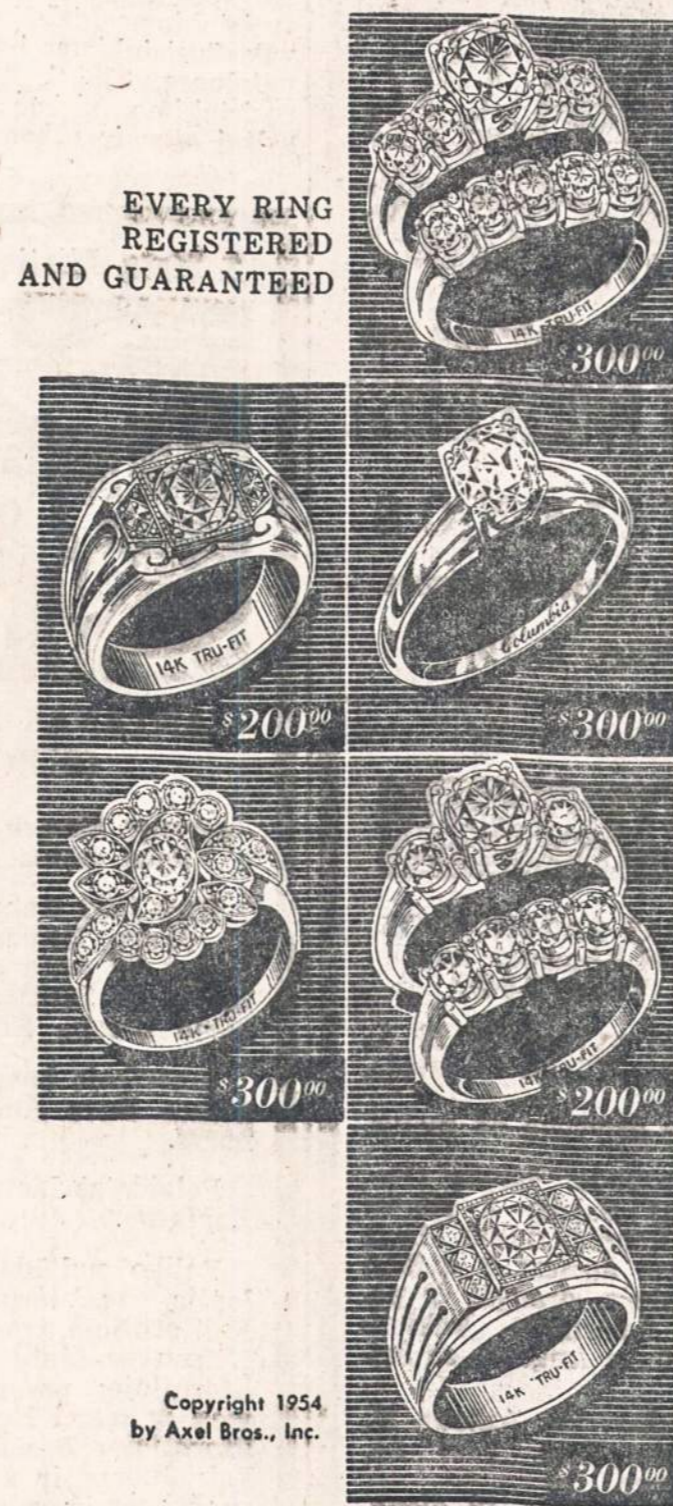 EVERY RING
REGISTERED
AND GUARANTEED
14K TRU-FIT
$300.00
14K TRU-FIT
$200.00
Columbia
$300.00
14K • TRU-FIT
$300.00
14K TRU-FIT
$200.00
14K TRU-FIT
$300.00
Copyright 1954
by Axel Bros., Inc.